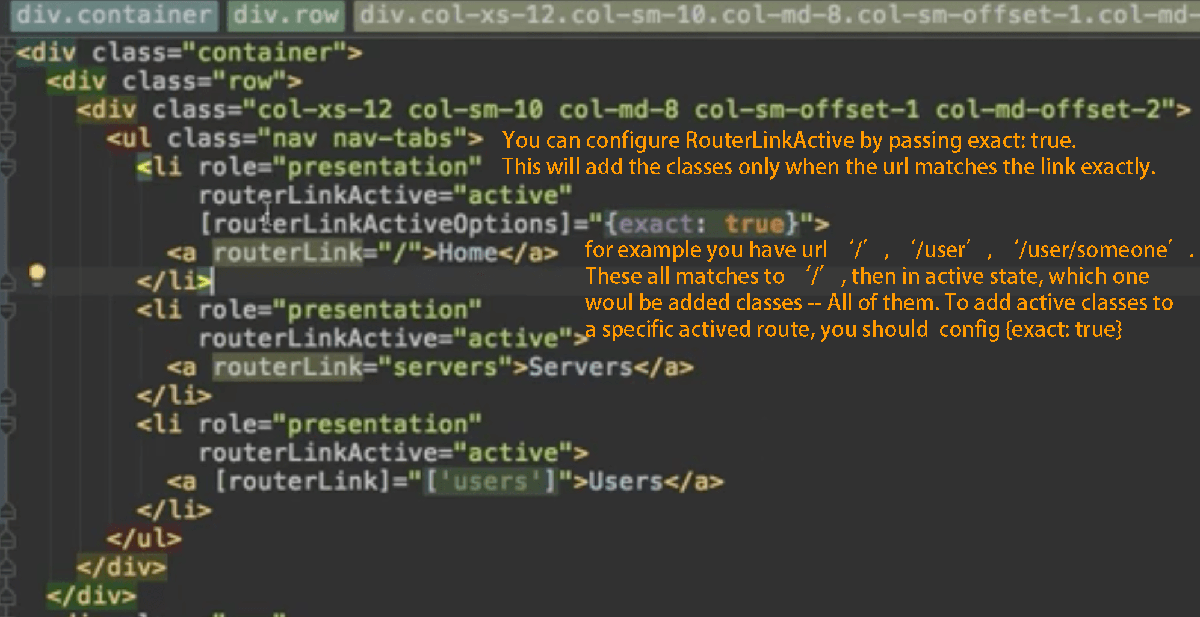 div.container div.row div.col-xs-12.col-sm-10.col-md-8.col-sm-offset-1.col-md-
<div class="container">
<div class="row">
<div class="col-xs-12 col-sm-10 col-md-8 col-sm-offset-1 col-md-offset-2">
<ul class="nav nav-tabs"> You can configure RouterLinkActive by passing exact: true.
<li role="presentation" This will add the classes only when the url matches the link exactly.
routerLinkActive="active"
[routerLinkActiveOptions]="{exact: true}">
<a routerLink="/">Home</a> for example you have url ‘/’ , ‘/user’ , ‘/user/someone’ .
</li> These all matches to ‘/’ , then in active state, which one
woul be added classes -- All of them. To add active classes to
a specific actived route, you should config {exact: true}
<li role="presentation"
routerLinkActive="active">
<a routerLink="servers">Servers</a>
</li>
<li role="presentation"
routerLinkActive="active">
<a [routerLink]="['users']">Users</a>
</li>
</ul>
</div>
</div>